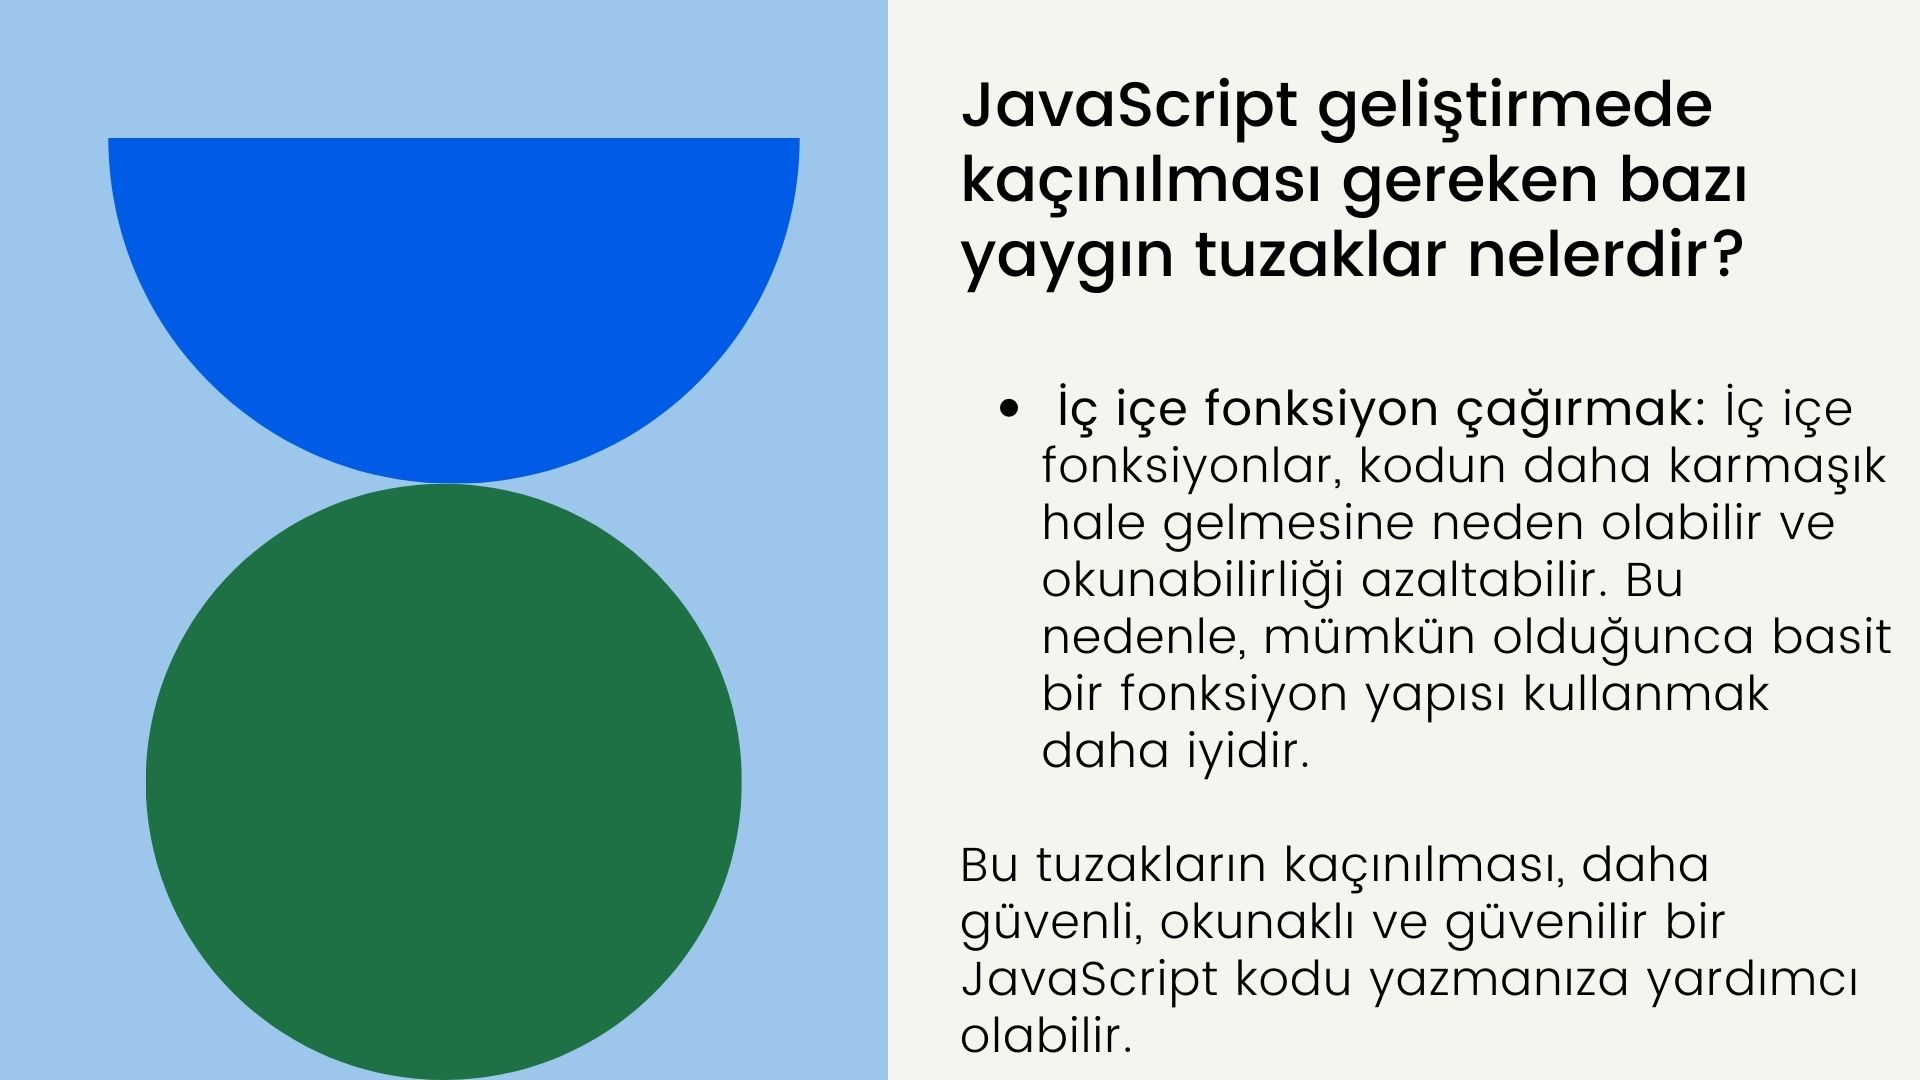 JavaScript geliştirmede
kaçınılması gereken bazı
yaygın tuzaklar nelerdir?
• İç içe fonksiyon çağırmak: İç içe
fonksiyonlar, kodun daha karmaşık
hale gelmesine neden olabilir ve
okunabilirliği azaltabilir. Bu
nedenle, mümkün olduğunca basit
bir fonksiyon yapısı kullanmak
daha iyidir.
Bu tuzakların kaçınılması, daha
güvenli, okunaklı ve güvenilir bir
JavaScript kodu yazmanıza yardımcı
olabilir.